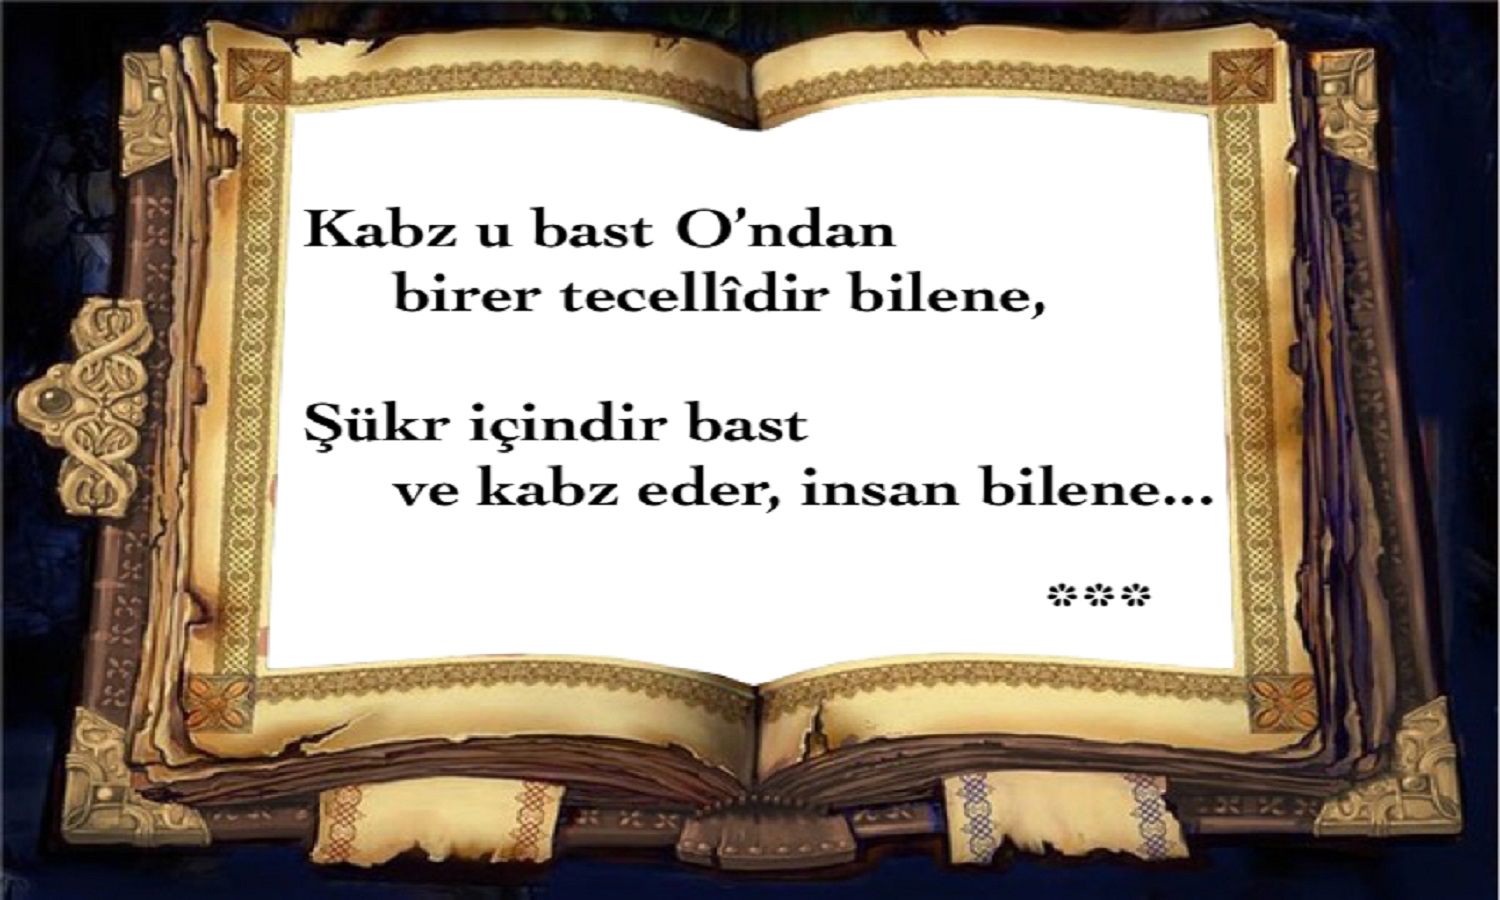 Kabz u bast O’ndan
birer tecellîdir bilene,
Şükr içindir bast
ve kabz eder, insan bilene...
***